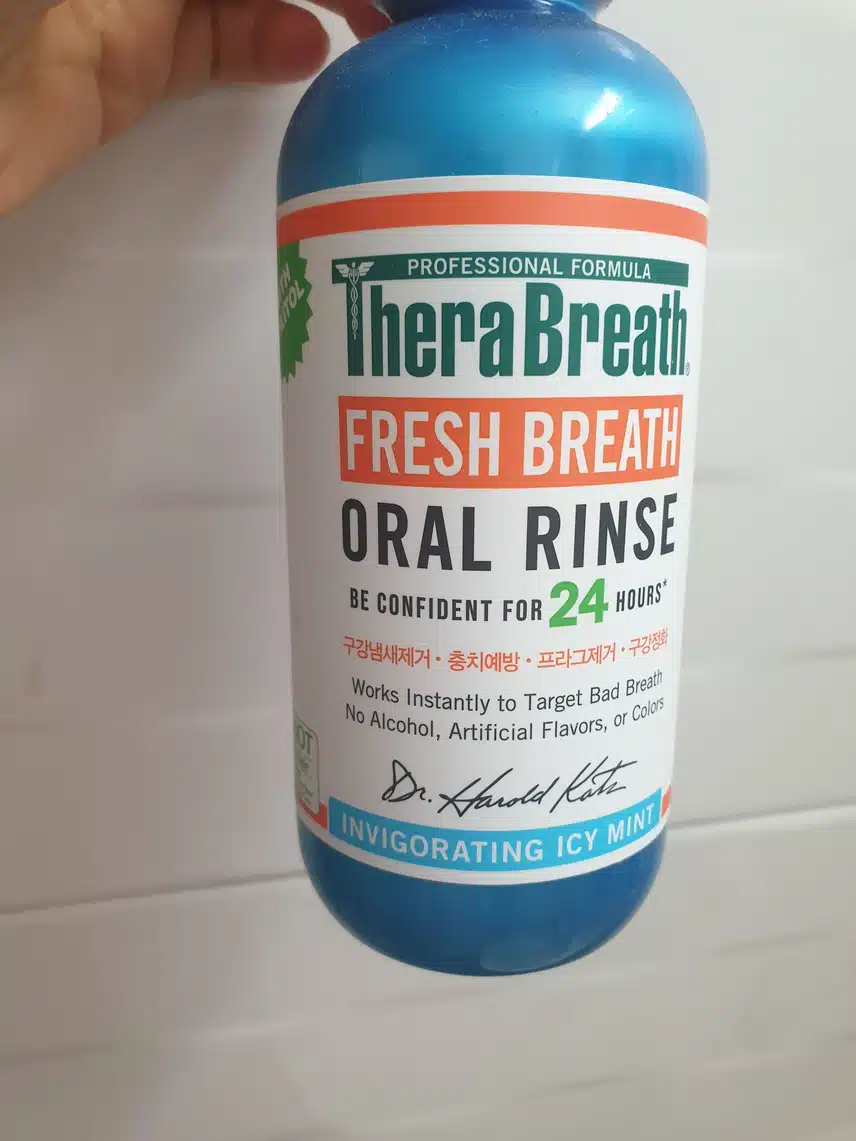 PROFESSIONAL FORMULA
TheraBreath®
FRESH BREATH
ORAL RINSE
BE CONFIDENT FOR 24 HOURS*
구강냄새제거 · 충치예방 · 프라그제거 · 구강정화
Works Instantly to Target Bad Breath
No Alcohol, Artificial Flavors, or Colors
Dr. Harold Katz
INVIGORATING ICY MINT